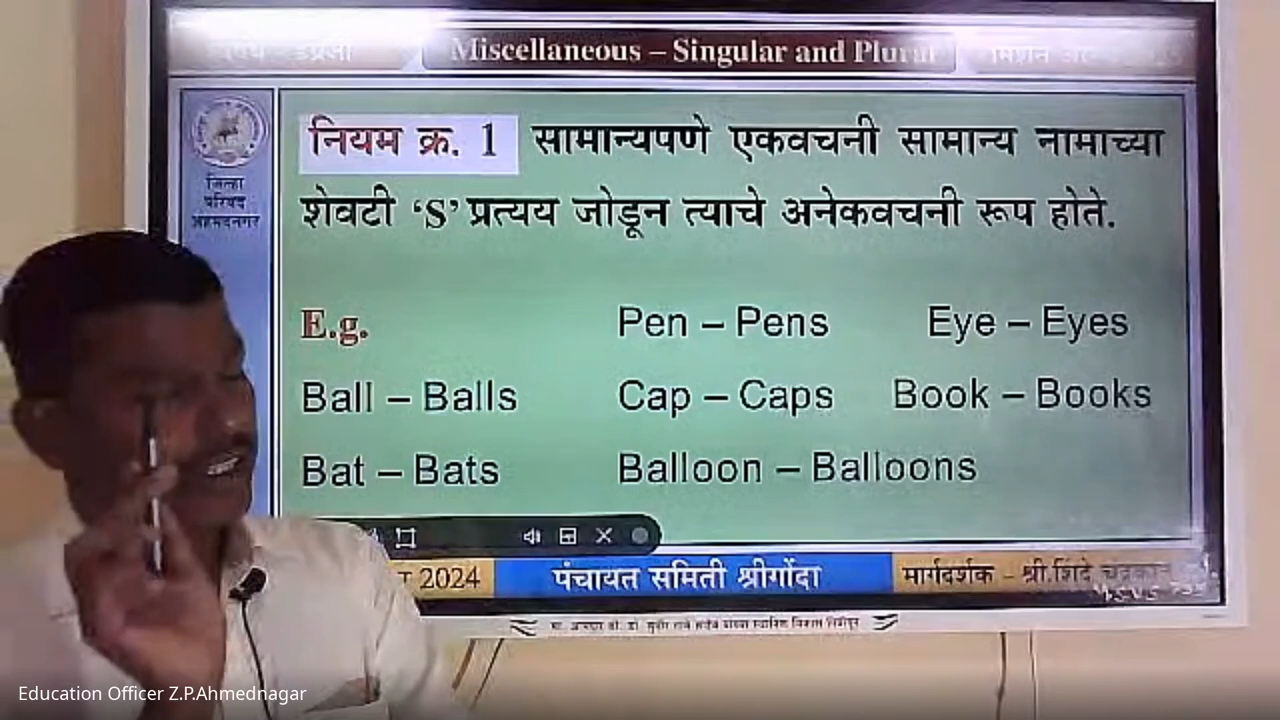 Miscellaneous – Singular and Plural
जिल्हा
परिषद
अहमदनगर
नियम क्र. 1 सामान्यपणे एकवचनी सामान्य नामाच्या
शेवटी ‘S’ प्रत्यय जोडून त्याचे अनेकवचनी रूप होते.
E.g. Pen – Pens Eye – Eyes
Ball – Balls Cap – Caps Book – Books
Bat – Bats Balloon – Balloons
2024 पंचायत समिती श्रीगोंदा मार्गदर्शक – श्री.शिंदे
Education Officer Z.P.Ahmednagar